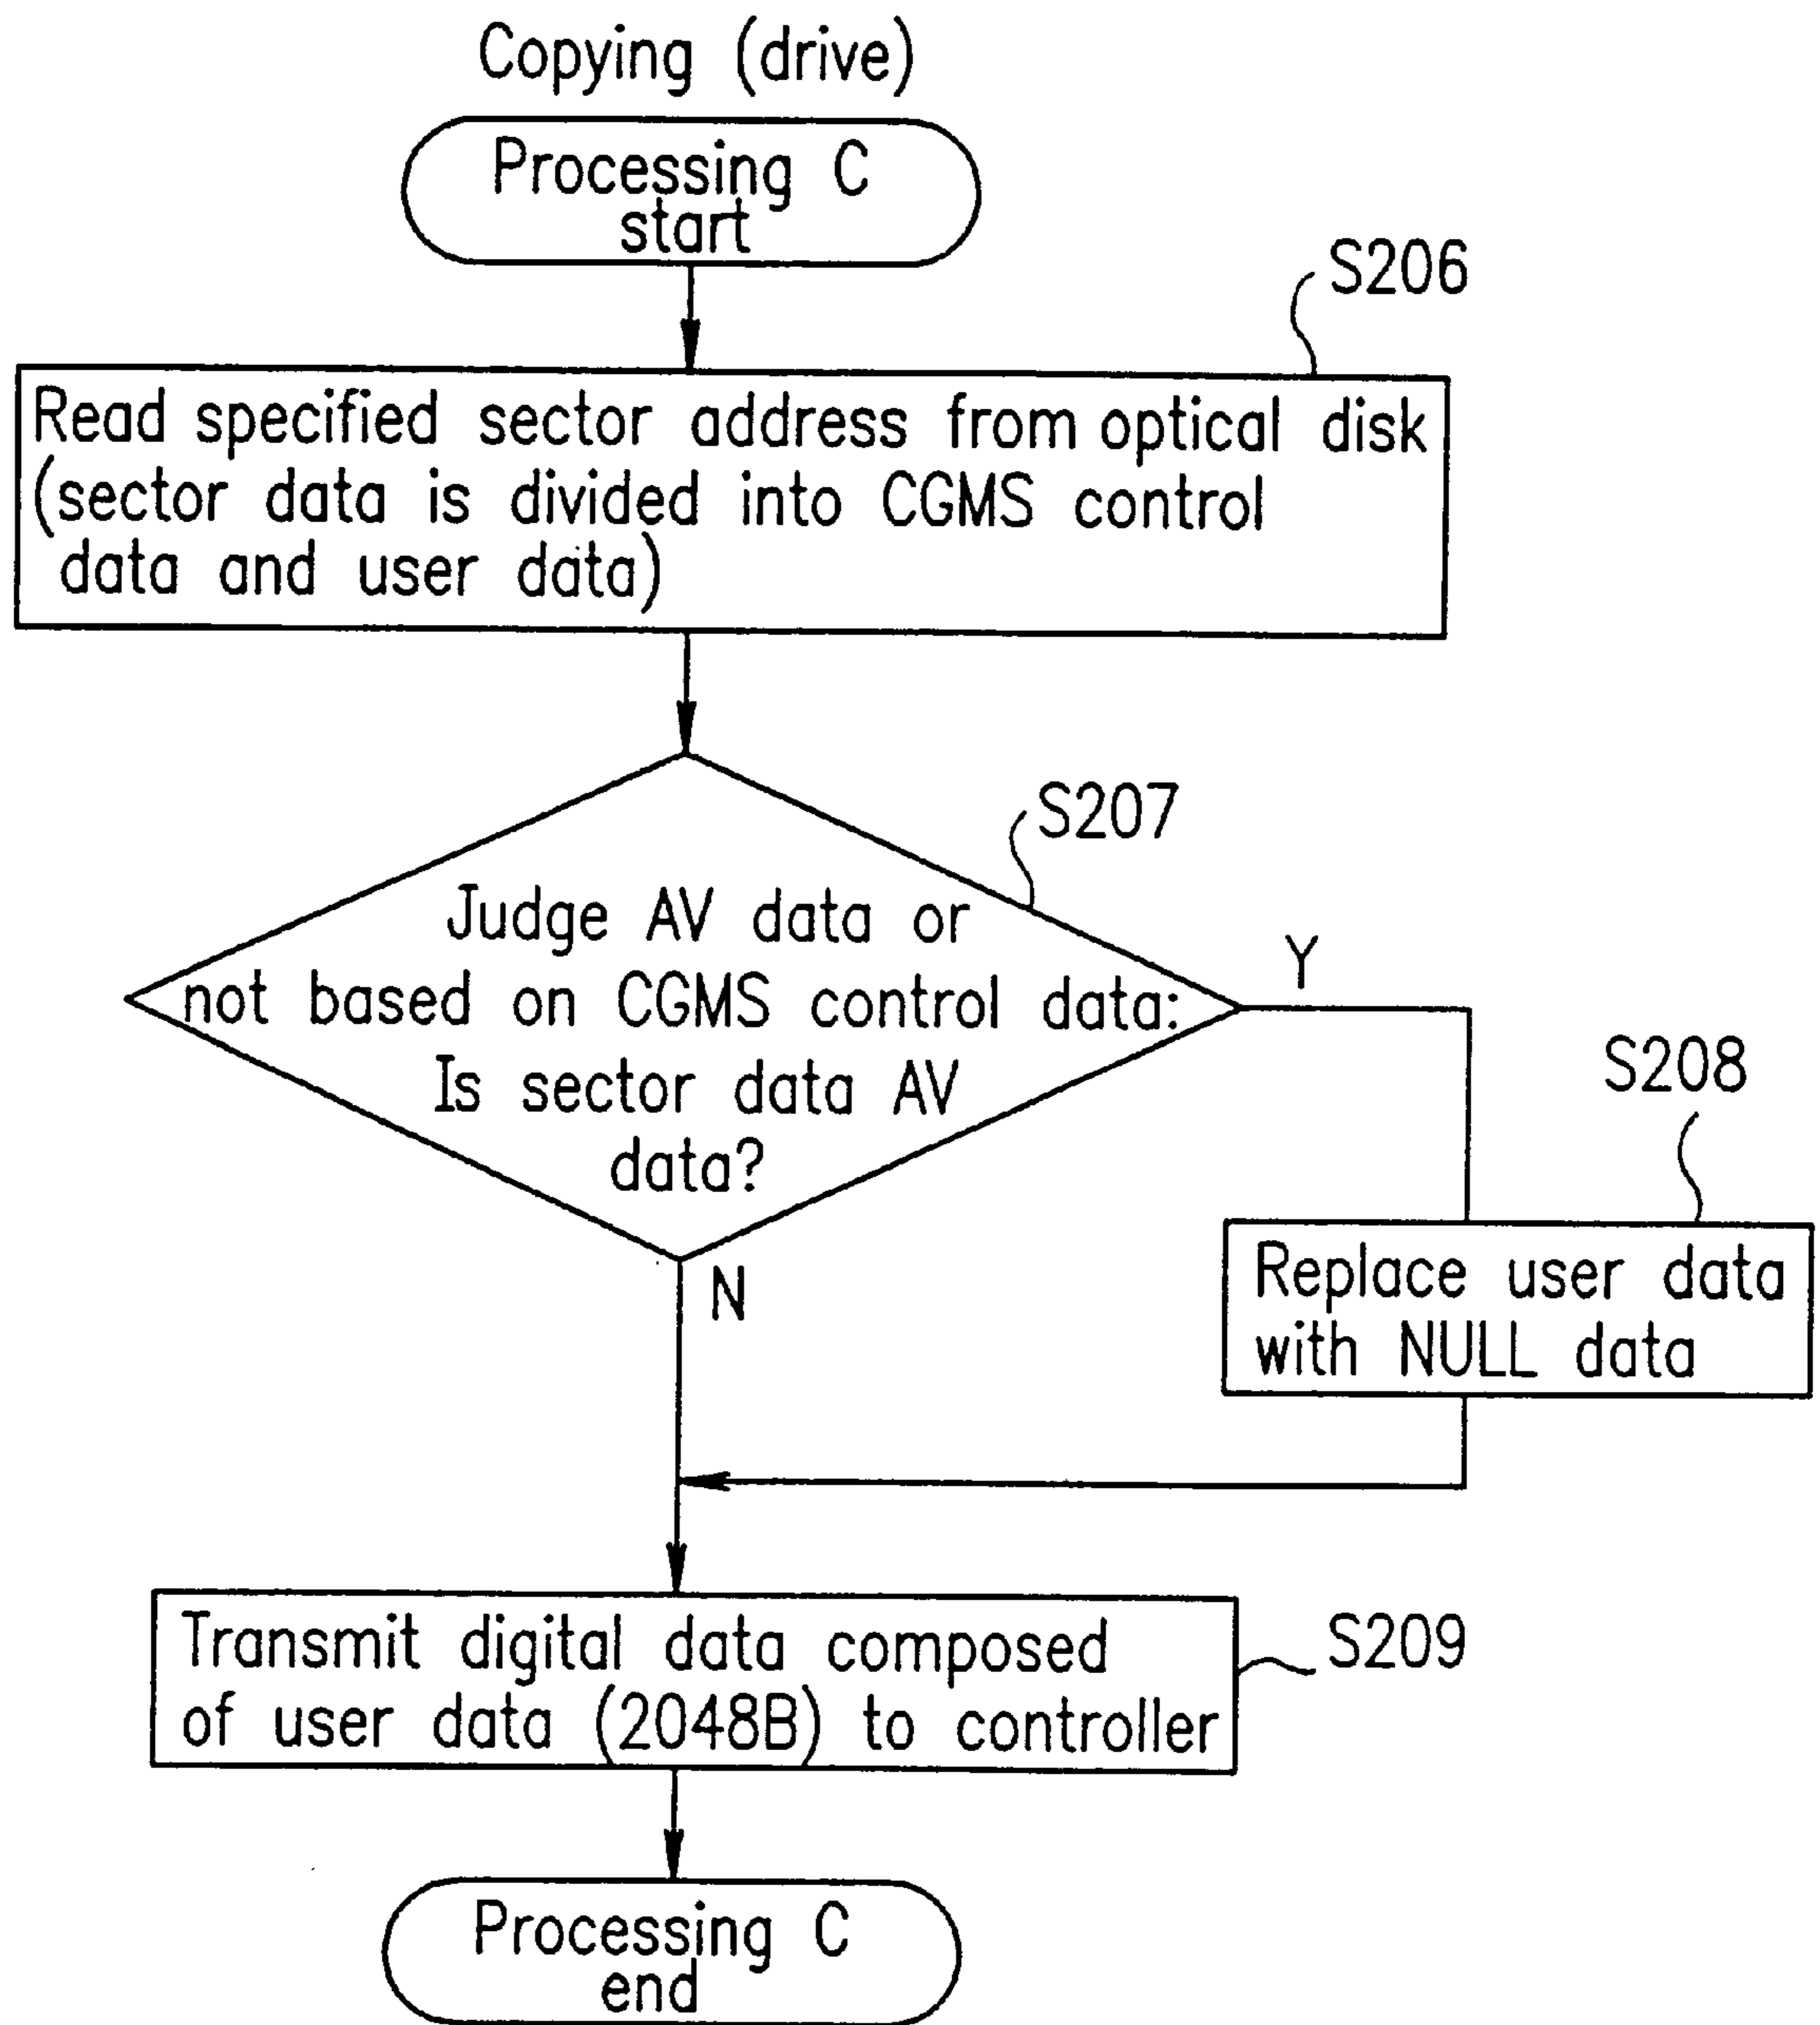 Copying (drive)
Processing C
start
S206
Read specified sector address from optical disk
(sector data is divided into CGMS control
data and user data)
S207
Judge AV data or
not based on CGMS control data:
Is sector data AV
data?
Y
S208
Replace user data
with NULL data
N
Transmit digital data composed
of user data (2048B) to controller
S209
Processing C
end